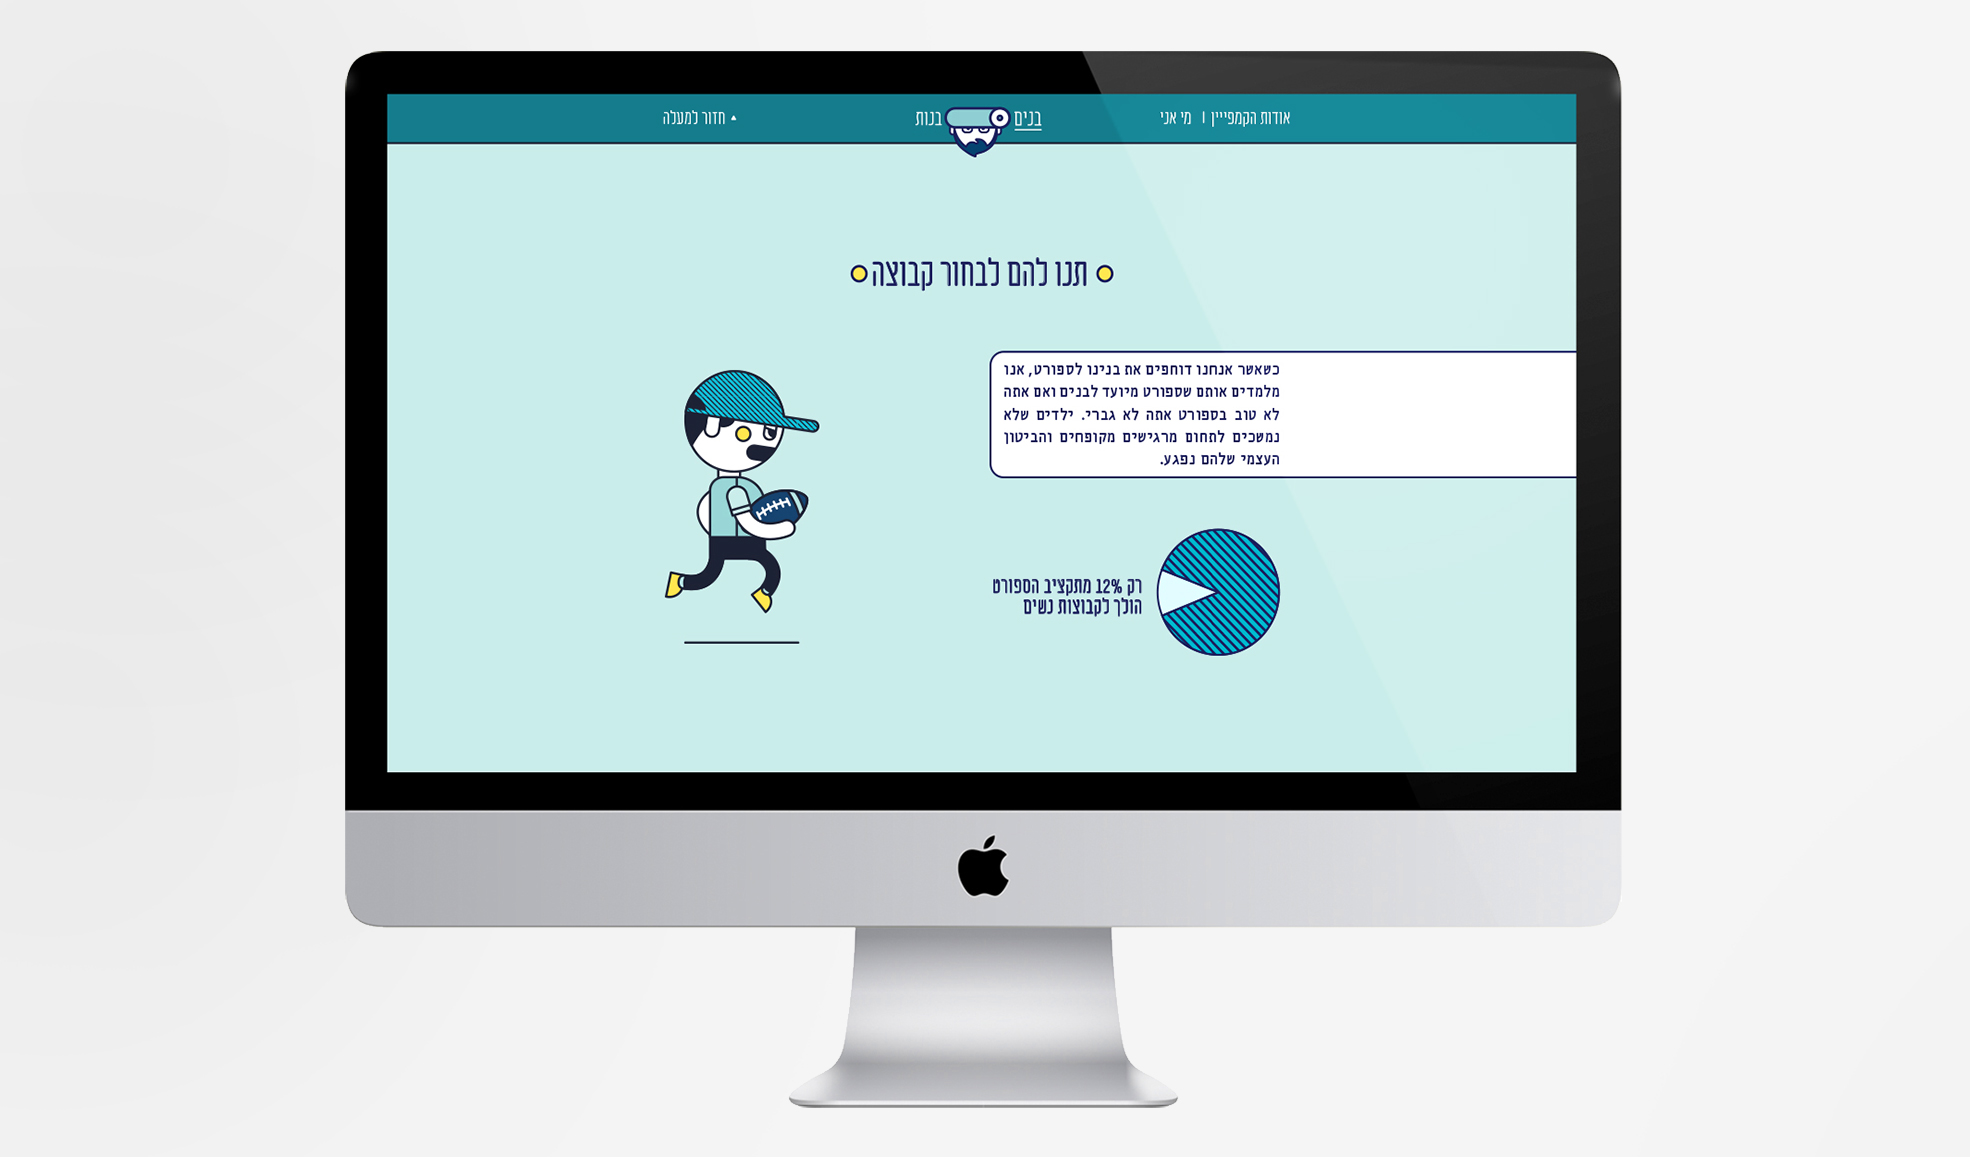 אודות הקמפייין | מי אני
בנים
בנות
חזור למעלה
תנו להם לבחור קבוצה
כשאשר אנחנו דוחפים את בנינו לספורט, אנו
מלמדים אותם שספורט מיועד לבנים ואם אתה
לא טוב בספורט אתה לא גברי. ילדים שלא
נמשכים לתחום מרגישים מקופחים והביטון
העצמי שלהם נפגע.
רק 12% מתקציב הספורט
הולך לקבוצות נשים